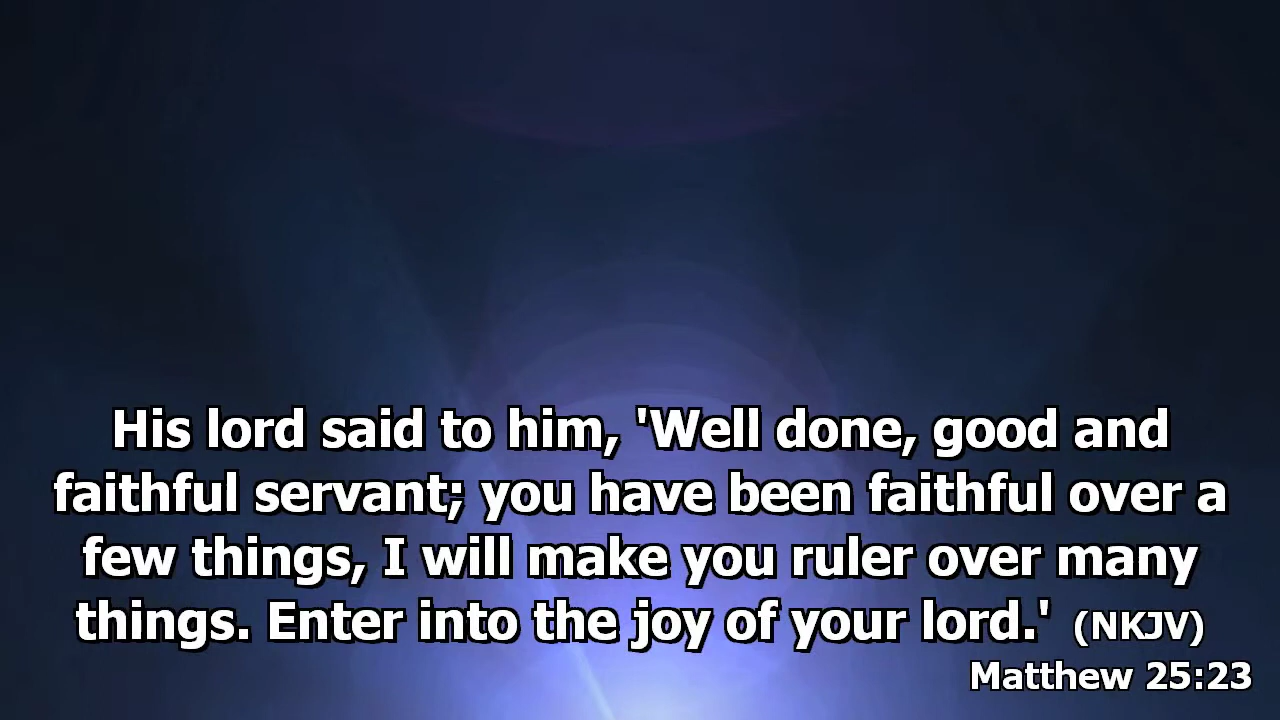 His lord said to him, 'Well done, good and
faithful servant; you have been faithful over a
few things, I will make you ruler over many
things. Enter into the joy of your lord.' (NKJV)
Matthew 25:23